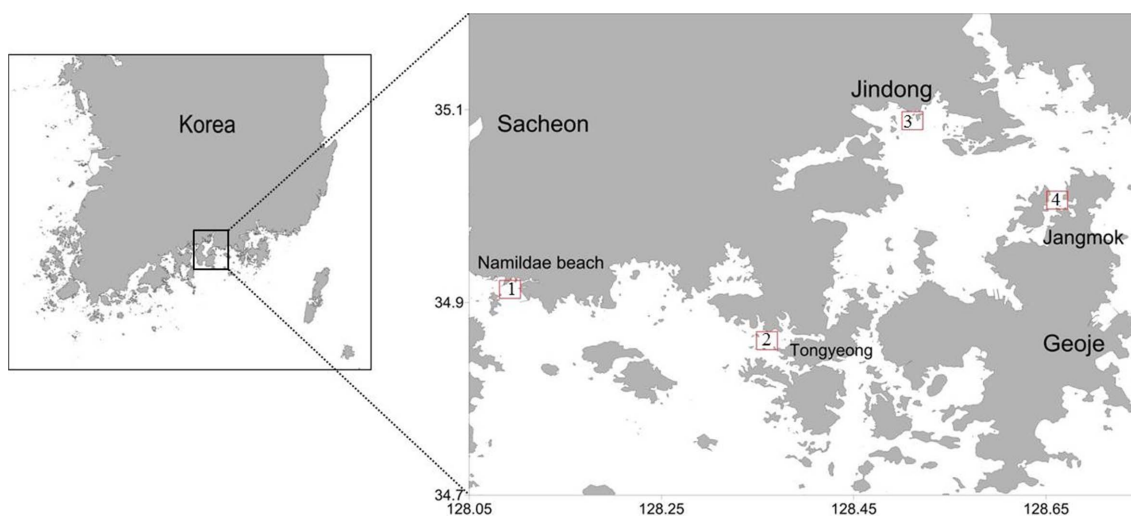 Korea
Jindong
35.1
Sacheon
3
4
Jangmok
Namildae beach
1
34.9
2
Tongyeong
Geoje
34.7
128.05
128.25
128.45
128.65